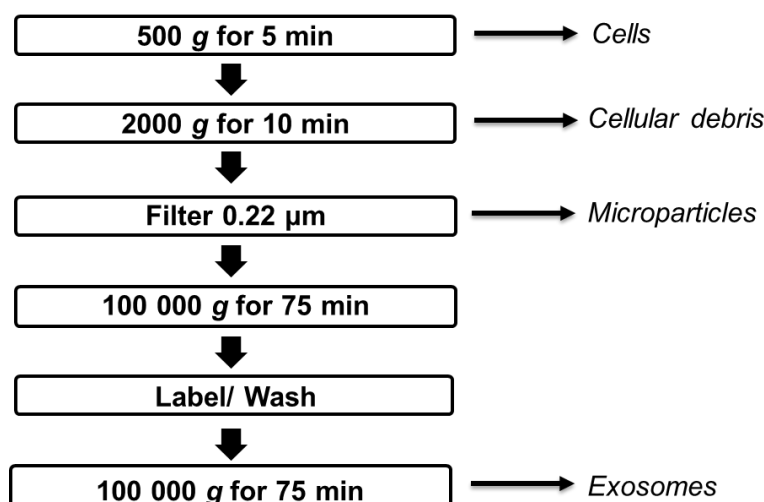 500 g for 5 min
Cells
2000 g for 10 min
Cellular debris
Filter 0.22 µm
Microparticles
100 000 g for 75 min
Label/ Wash
100 000 g for 75 min
Exosomes